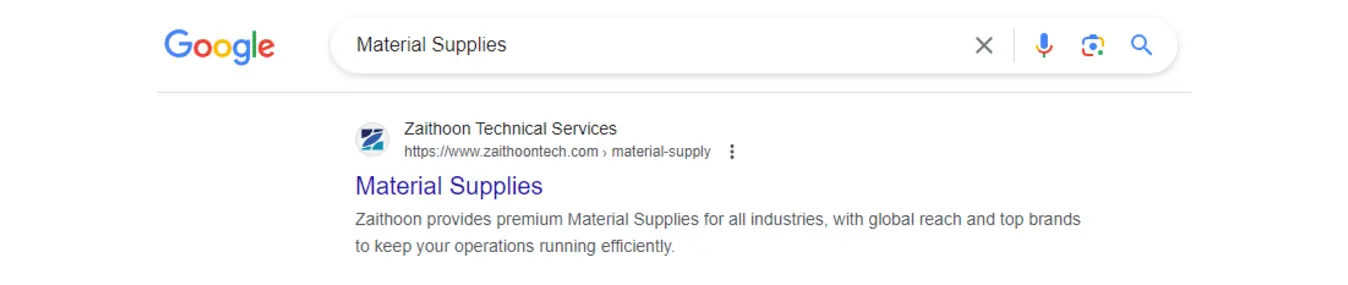 Google
Material Supplies
Zaithoon Technical Services
https://www.zaithoontech.com › material-supply
Material Supplies
Zaithoon provides premium Material Supplies for all industries, with global reach and top brands
to keep your operations running efficiently.